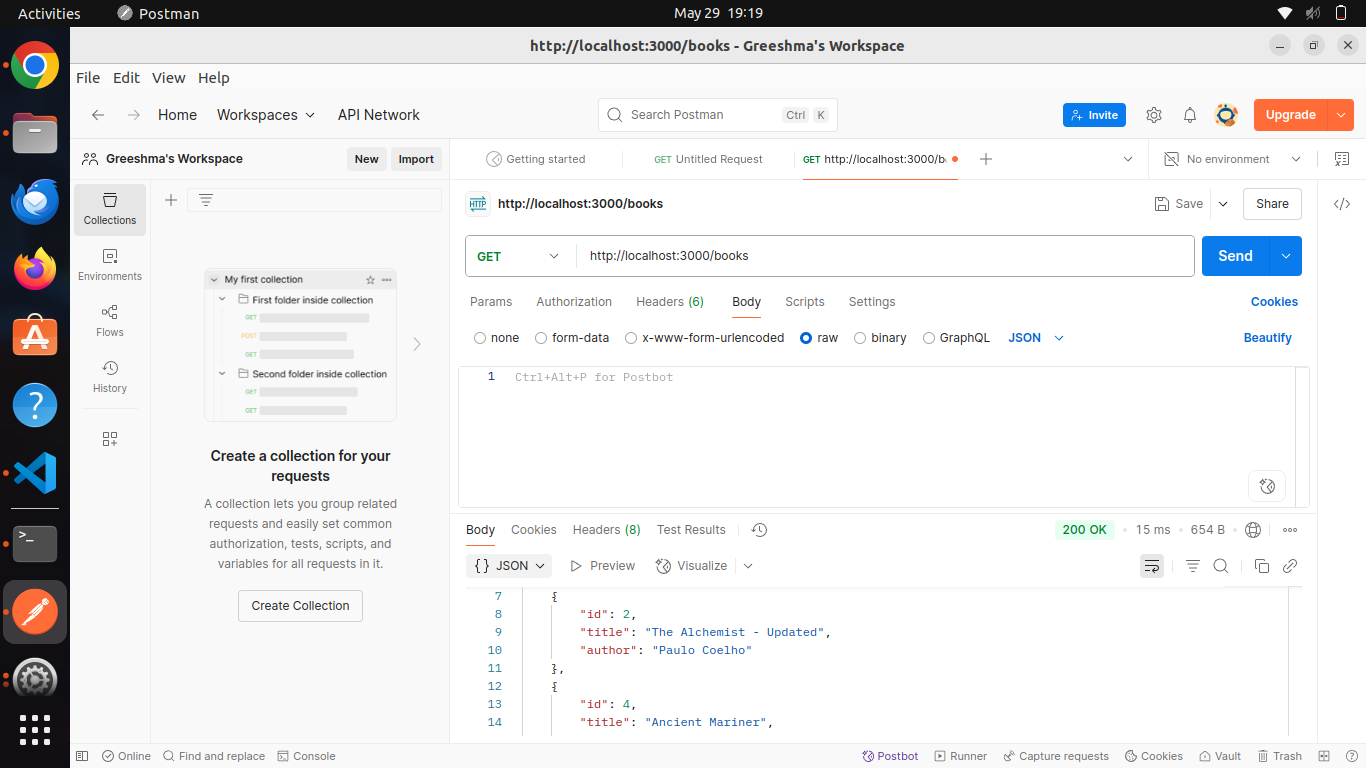 Activities
Postman
May 29 19:19
http://localhost:3000/books - Greeshma's Workspace
File Edit View Help
Home Workspaces API Network
Search Postman Ctrl K
Invite
Upgrade
Greeshma's Workspace
New Import
Getting started
GET Untitled Request
GET http://localhost:3000/b
No environment
Collections
Environments
Flows
History
My first collection
First folder inside collection
GET
POST
GET
Second folder inside collection
GET
GET
Create a collection for your
requests
A collection lets you group related
requests and easily set common
authorization, tests, scripts, and
variables for all requests in it.
Create Collection
HTTP http://localhost:3000/books
Save Share
GET http://localhost:3000/books
Send
Params Authorization Headers (6) Body Scripts Settings Cookies
none form-data x-www-form-urlencoded raw binary GraphQL JSON Beautify
1 Ctrl+Alt+P for Postbot
Body Cookies Headers (8) Test Results 200 OK • 15 ms • 654 B
{ } JSON Preview Visualize
7 {
8 "id": 2,
9 "title": "The Alchemist - Updated",
10 "author": "Paulo Coelho"
11 },
12 {
13 "id": 4,
14 "title": "Ancient Mariner",
Online Find and replace Console Postbot Runner Capture requests Cookies Vault Trash